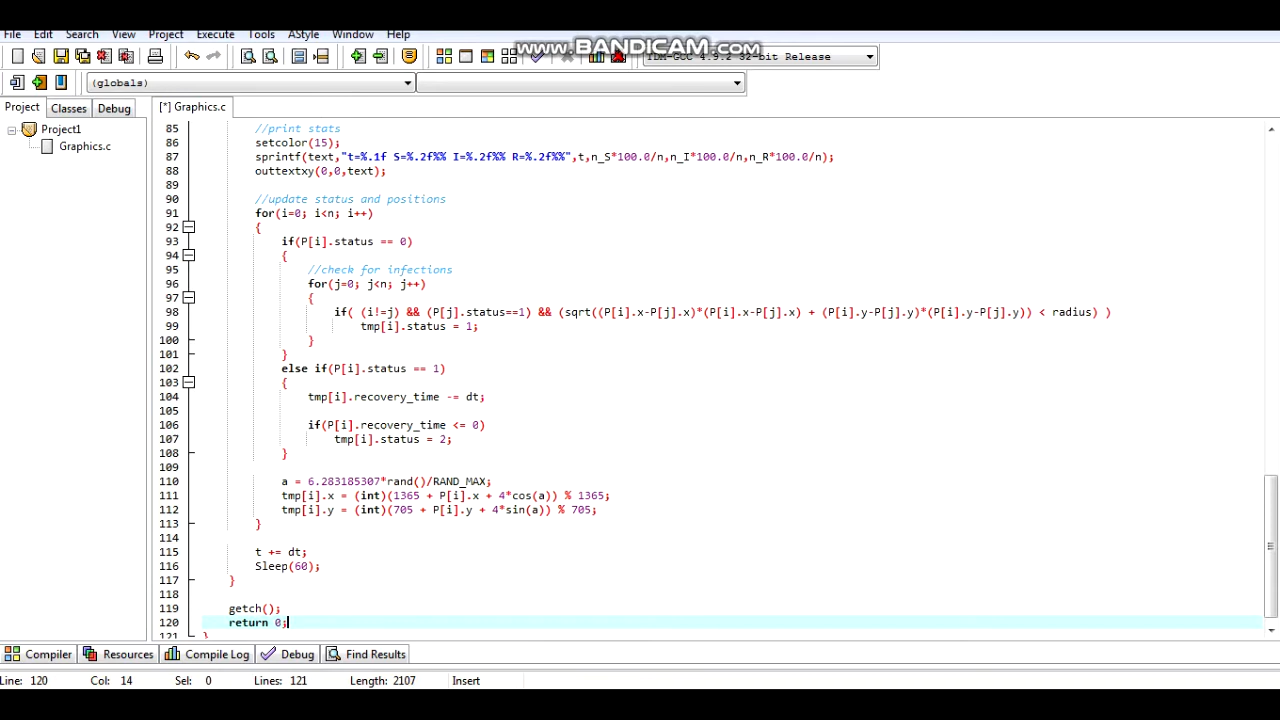 File Edit Search View Project Execute Tools AStyle Window Help
www.BANDICAM.com
TDM-GCC 4.9.2 32-bit Release
(globals)
Project Classes Debug
[*] Graphics.c
Project1
Graphics.c
85 //print stats
86 setcolor(15);
87 sprintf(text,"t=%.1f S=%.2f%% I=%.2f%% R=%.2f%%",t,n_S*100.0/n,n_I*100.0/n,n_R*100.0/n);
88 outtextxy(0,0,text);
89
90 //update status and positions
91 for(i=0; i<n; i++)
92 {
93 if(P[i].status == 0)
94 {
95 //check for infections
96 for(j=0; j<n; j++)
97 {
98 if( (i!=j) && (P[j].status==1) && (sqrt((P[i].x-P[j].x)*(P[i].x-P[j].x) + (P[i].y-P[j].y)*(P[i].y-P[j].y)) < radius) )
99 tmp[i].status = 1;
100 }
101 }
102 else if(P[i].status == 1)
103 {
104 tmp[i].recovery_time -= dt;
105
106 if(P[i].recovery_time <= 0)
107 tmp[i].status = 2;
108 }
109
110 a = 6.283185307*rand()/RAND_MAX;
111 tmp[i].x = (int)(1365 + P[i].x + 4*cos(a)) % 1365;
112 tmp[i].y = (int)(705 + P[i].y + 4*sin(a)) % 705;
113 }
114
115 t += dt;
116 Sleep(60);
117 }
118
119 getch();
120 return 0;
121 }
Compiler Resources Compile Log Debug Find Results
Line: 120 Col: 14 Sel: 0 Lines: 121 Length: 2107 Insert